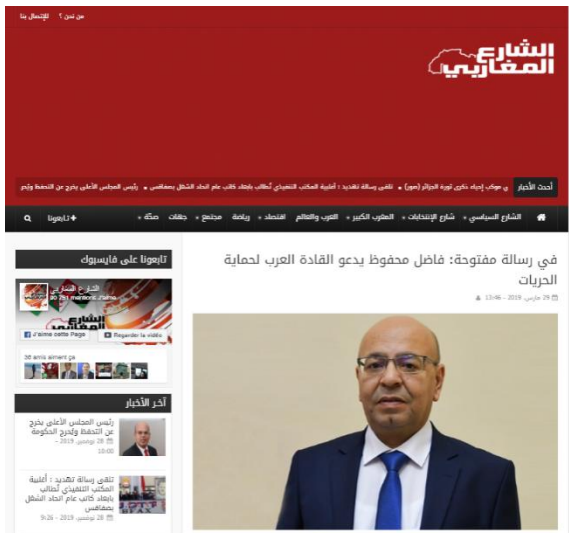 من نحن ؟ للإتصال بنا
الشارع
المغاربي
أحدث الأخبار ي موكب إحياء ذكرى ثورة الجزائر (صور) • تلقى رسالة تهديد : أغلبية المكتب التنفيذي تُطالب بابعاد كاتب عام اتحاد الشغل بصفاقس • رئيس المجلس الأعلى يخرج عن التحفظ ويُحر
الشارع السياسي » شارع الإنتخابات » المغرب الكبير » العرب والعالم اقتصاد » رياضة مجتمع » جهات صحّة » +تابعونا
في رسالة مفتوحة: فاضل محفوظ يدعو القادة العرب لحماية
الحريات
29 مارس، 2019 - 13:46
تابعونا على فايسبوك
الشارع المغاربي
J'aime cette Page Regarder la vidéo
30 amis aiment ça
آخر الأخبار
رئيس المجلس الأعلى يخرج
عن التحفظ ويُحرج الحكومة
28 نوفمبر، 2019 -
10:00
تلقى رسالة تهديد : أغلبية
المكتب التنفيذي تُطالب
بابعاد كاتب عام اتحاد الشغل
بصفاقس
28 نوفمبر، 2019 - 9:26